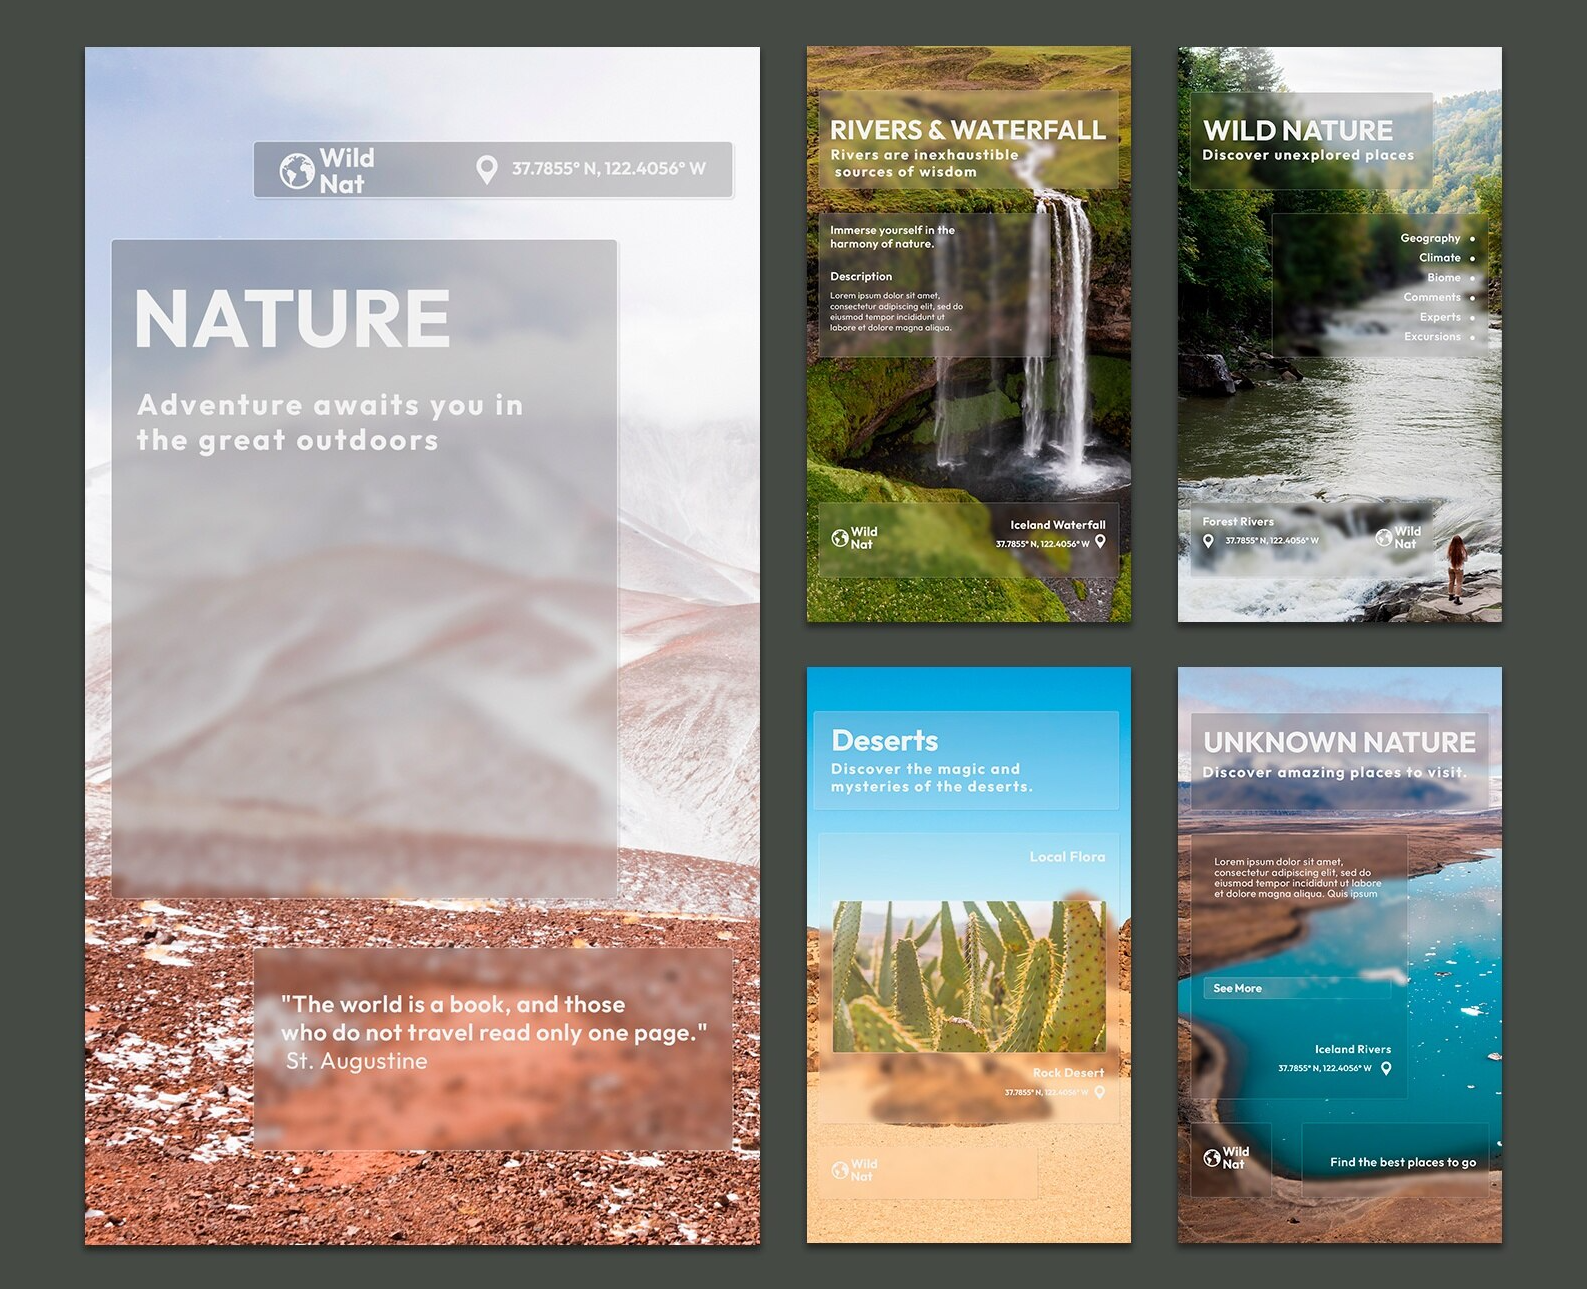 Wild
Nat
37.7855° N, 122.4056° W
NATURE
Adventure awaits you in
the great outdoors
"The world is a book, and those
who do not travel read only one page."
St. Augustine
RIVERS & WATERFALL
Rivers are inexhaustible
sources of wisdom
Immerse yourself in the
harmony of nature.
Description
Lorem ipsum dolor sit amet,
consectetur adipiscing elit, sed do
eiusmod tempor incididunt ut
labore et dolore magna aliqua.
Wild
Nat
Iceland Waterfall
37.7855° N, 122.4056° W
WILD NATURE
Discover unexplored places
Geography
Climate
Biome
Comments
Experts
Excursions
Forest Rivers
37.7855° N, 122.4056° W
Wild
Nat
Deserts
Discover the magic and
mysteries of the deserts.
Local Flora
Rock Desert
37.7855° N, 122.4056° W
Wild
Nat
UNKNOWN NATURE
Discover amazing places to visit.
Lorem ipsum dolor sit amet,
consectetur adipiscing elit, sed do
eiusmod tempor incididunt ut labore
et dolore magna aliqua. Quis ipsum
See More
Iceland Rivers
37.7855° N, 122.4056° W
Wild
Nat
Find the best places to go